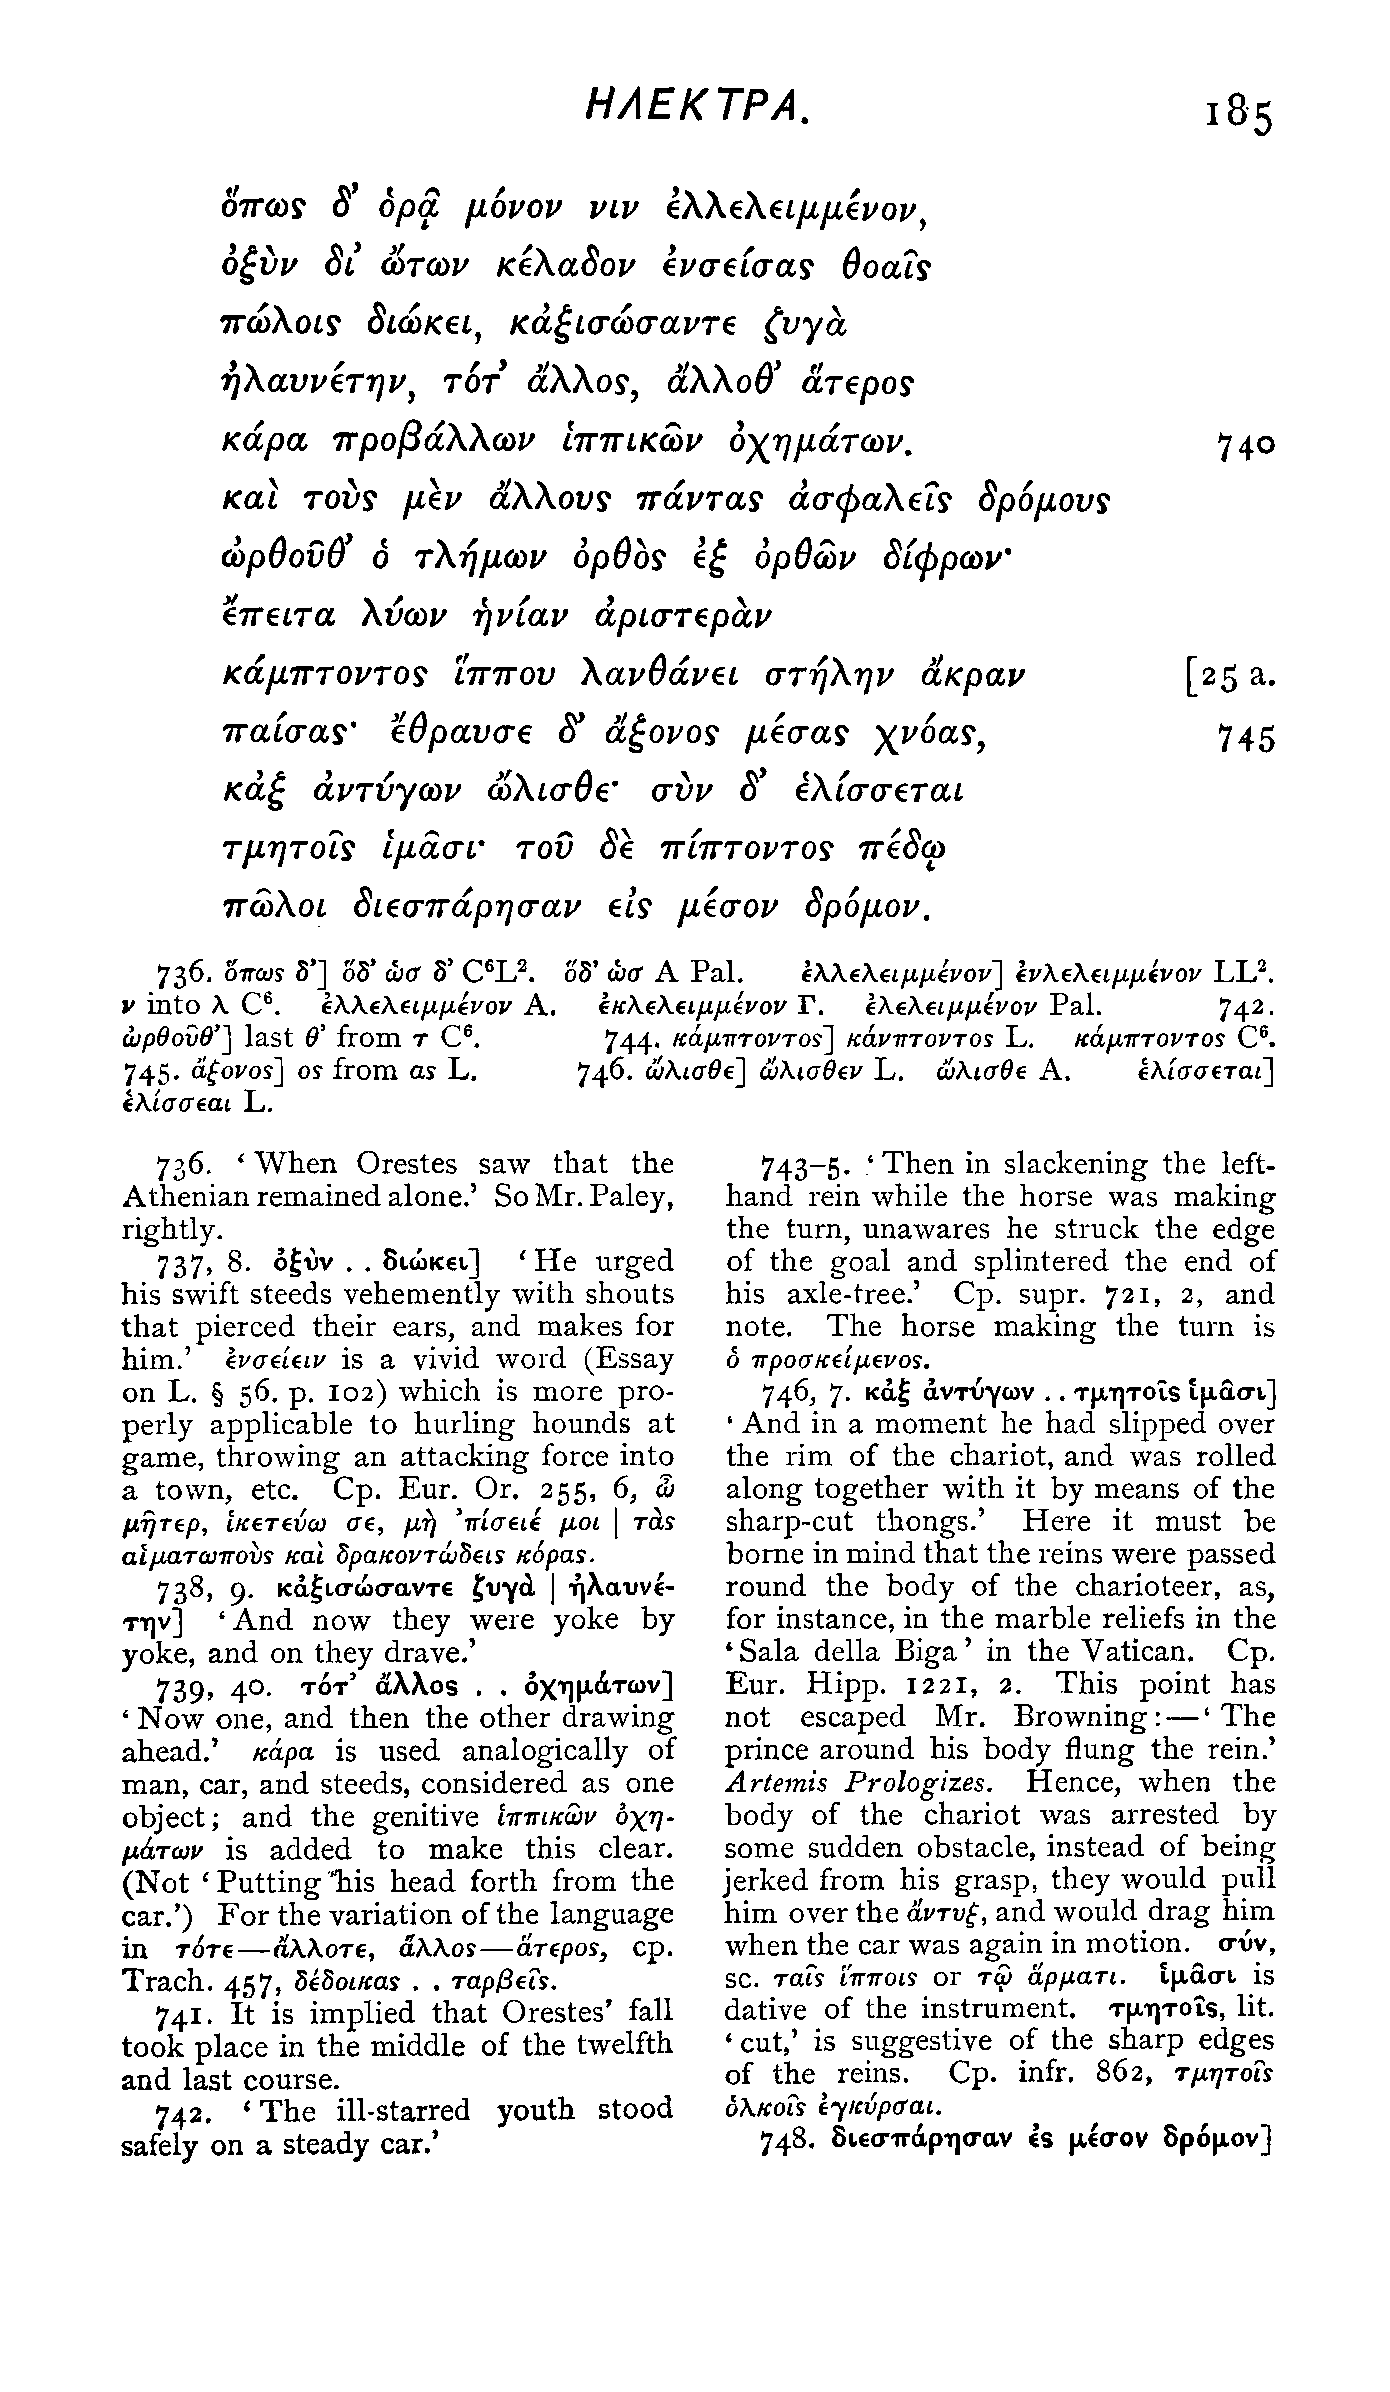 ΗΛΕΚΤΡΑ. 185
ὅπως δ' ὁρᾷ μόνον νιν ἐλλελειμμένον,
ὀξὺν δι' ὤτων κέλαδον ἐνσείσας θοαῖς
πώλοις διώκει, κἀξισώσαντε ζυγὰ
ἠλαυνέτην, τότ' ἄλλος, ἄλλοθ' ἅτερος
κάρα προβάλλων ἱππικῶν ὀχημάτων. 740
καὶ τοὺς μὲν ἄλλους πάντας ἀσφαλεῖς δρόμους
ὠρθοῦθ' ὁ τλήμων ὀρθὸς ἐξ ὀρθῶν δίφρων·
ἔπειτα λύων ἡνίαν ἀριστερὰν
κάμπτοντος ἵππου λανθάνει στήλην ἄκραν [25 a.
παίσας· ἔθραυσε δ' ἄξονος μέσας χνόας, 745
κἀξ ἀντύγων ὤλισθε· σὺν δ' ἑλίσσεται
τμητοῖς ἱμᾶσι· τοῦ δὲ πίπτοντος πέδῳ
πῶλοι διεσπάρησαν εἰς μέσον δρόμον.
736. ὅπως δ'] ὅδ' ὡσ δ' C⁶L². ὅδ' ὡσ A Pal. ἐλλελειμμένον] ἐνλελειμμένον LL².
ν into λ C⁶. ἐλλελειμμένον A. ἐκλελειμμένον Γ. ἐλελειμμένον Pal. 742.
ὠρθοῦθ'] last θ' from τ C⁶. 744. κάμπτοντος] κάνπτοντος L. κάμπτοντος C⁶.
745. ἄξονος] ος from ας L. 746. ὤλισθε] ὤλισθεν L. ὤλισθε A. ἑλίσσεται]
ἑλίσσεαι L.
736. 'When Orestes saw that the
Athenian remained alone.' So Mr. Paley,
rightly.
737, 8. ὀξὺν . . διώκει] 'He urged
his swift steeds vehemently with shouts
that pierced their ears, and makes for
him.' ἐνσείειν is a vivid word (Essay
on L. § 56. p. 102) which is more pro-
perly applicable to hurling hounds at
game, throwing an attacking force into
a town, etc. Cp. Eur. Or. 255, 6, ὦ
μῆτερ, ἱκετεύω σε, μὴ 'πίσειέ μοι | τὰς
αἱματωποὺς καὶ δρακοντώδεις κόρας.
738, 9. κἀξισώσαντε ζυγὰ | ἠλαυνέ-
την] 'And now they were yoke by
yoke, and on they drave.'
739, 40. τότ' ἄλλος . . ὀχημάτων]
'Now one, and then the other drawing
ahead.' κάρα is used analogically of
man, car, and steeds, considered as one
object; and the genitive ἱππικῶν ὀχη-
μάτων is added to make this clear.
(Not 'Putting his head forth from the
car.') For the variation of the language
in τότε—ἄλλοτε, ἄλλος—ἅτερος, cp.
Trach. 457, δέδοικας . . ταρβεῖς.
741. It is implied that Orestes' fall
took place in the middle of the twelfth
and last course.
742. 'The ill-starred youth stood
safely on a steady car.'
743–5. 'Then in slackening the left-
hand rein while the horse was making
the turn, unawares he struck the edge
of the goal and splintered the end of
his axle-tree.' Cp. supr. 721, 2, and
note. The horse making the turn is
ὁ προσκείμενος.
746, 7. κἀξ ἀντύγων . . τμητοῖς ἱμᾶσι]
'And in a moment he had slipped over
the rim of the chariot, and was rolled
along together with it by means of the
sharp-cut thongs.' Here it must be
borne in mind that the reins were passed
round the body of the charioteer, as,
for instance, in the marble reliefs in the
'Sala della Biga' in the Vatican. Cp.
Eur. Hipp. 1221, 2. This point has
not escaped Mr. Browning:—'The
prince around his body flung the rein.'
Artemis Prologizes. Hence, when the
body of the chariot was arrested by
some sudden obstacle, instead of being
jerked from his grasp, they would pull
him over the ἄντυξ, and would drag him
when the car was again in motion. σύν,
sc. ταῖς ἵπποις or τῷ ἅρματι. ἱμᾶσι is
dative of the instrument. τμητοῖς, lit.
'cut,' is suggestive of the sharp edges
of the reins. Cp. infr. 862, τμητοῖς
ὁλκοῖς ἐγκύρσαι.
748. διεσπάρησαν ἐς μέσον δρόμον]